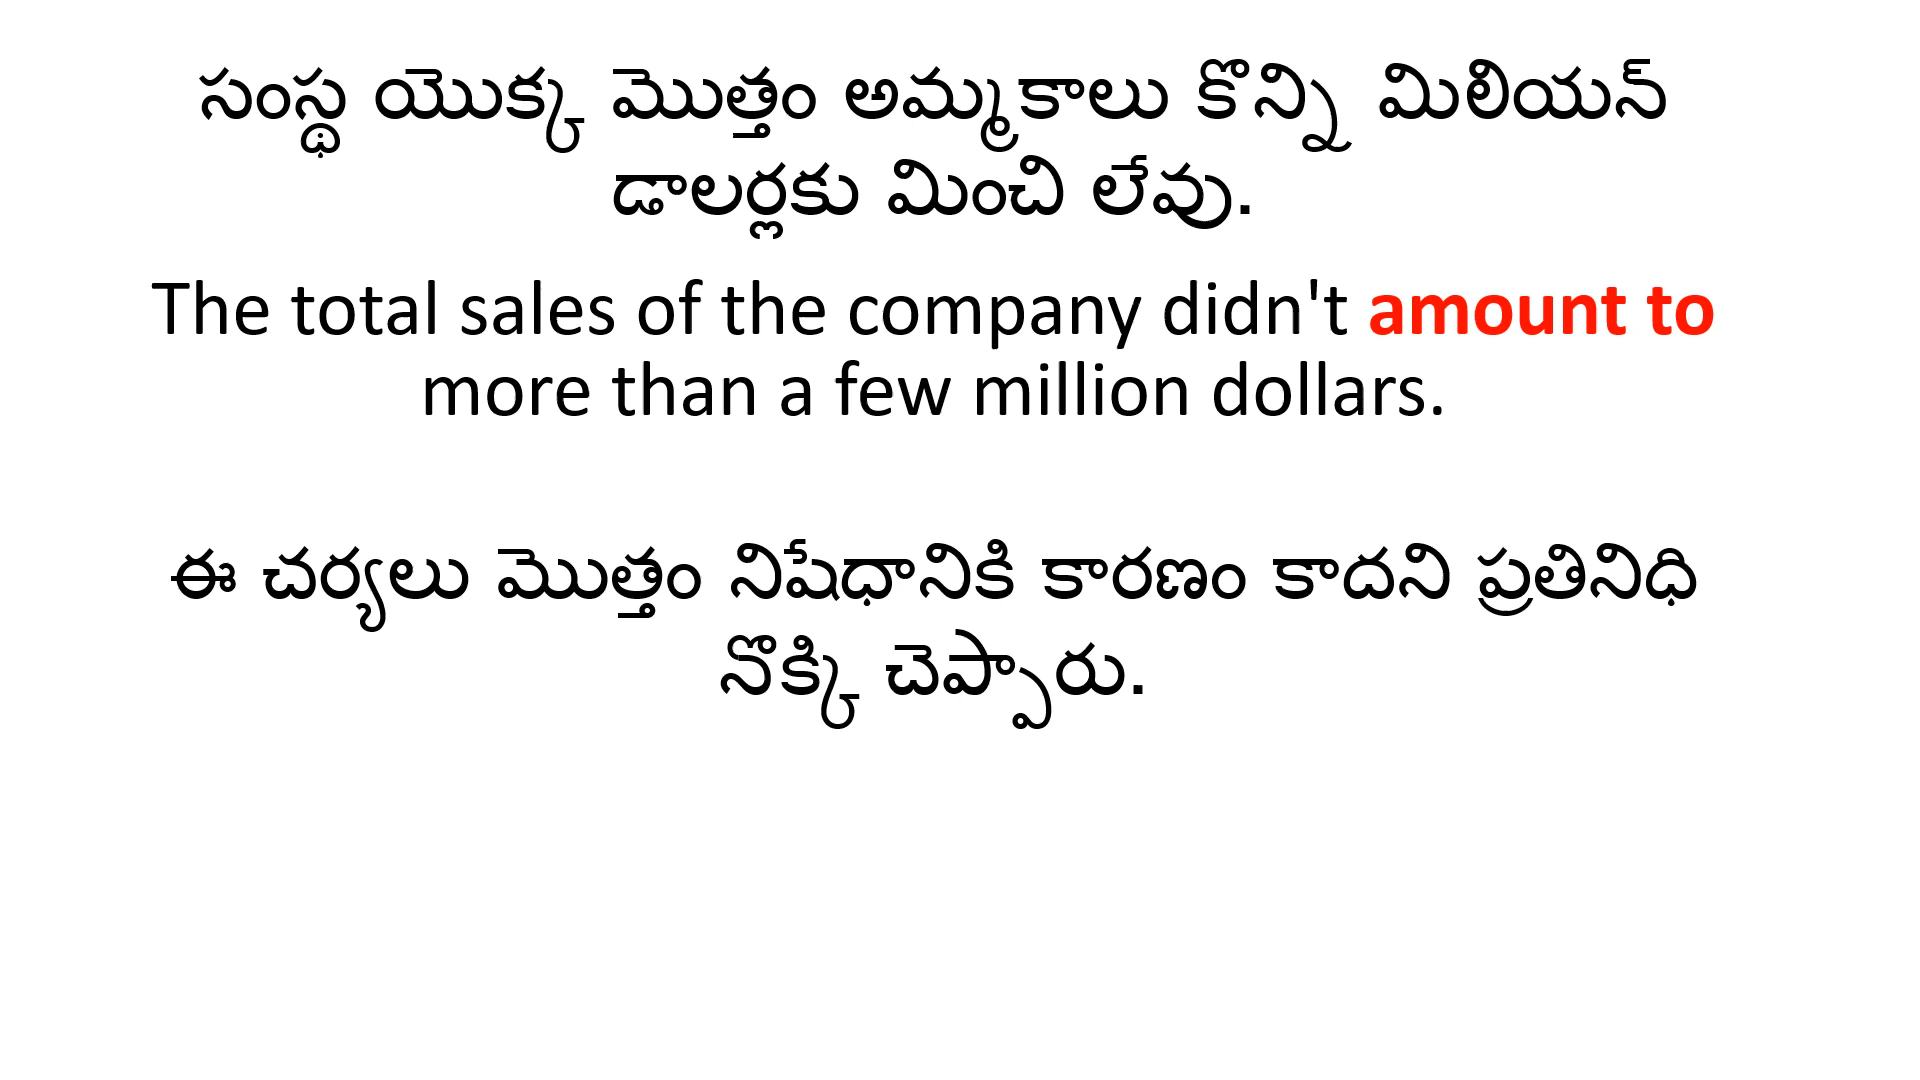 సంస్థ యొక్క మొత్తం అమ్మకాలు కొన్ని మిలియన్
డాలర్లకు మించి లేవు.
The total sales of the company didn't amount to
more than a few million dollars.
ఈ చర్యలు మొత్తం నిషేధానికి కారణం కాదని ప్రతినిధి
నొక్కి చెప్పారు.